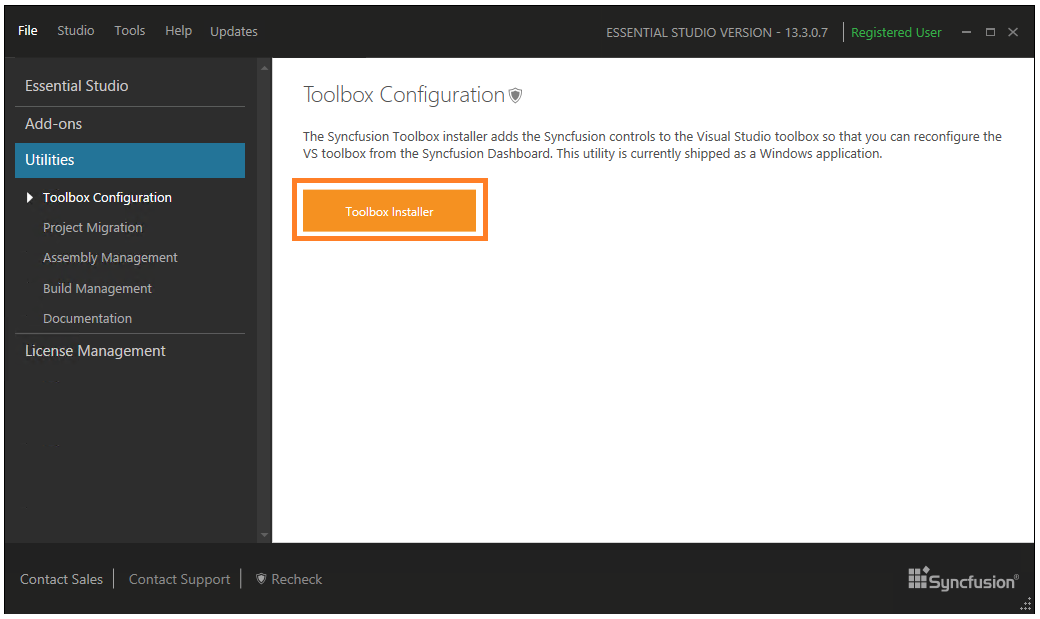 File Studio Tools Help Updates
ESSENTIAL STUDIO VERSION - 13.3.0.7 Registered User
Essential Studio
Add-ons
Utilities
Toolbox Configuration
Project Migration
Assembly Management
Build Management
Documentation
License Management
Toolbox Configuration
The Syncfusion Toolbox installer adds the Syncfusion controls to the Visual Studio toolbox so that you can reconfigure the
VS toolbox from the Syncfusion Dashboard. This utility is currently shipped as a Windows application.
Toolbox Installer
Contact Sales Contact Support Recheck
Syncfusion®